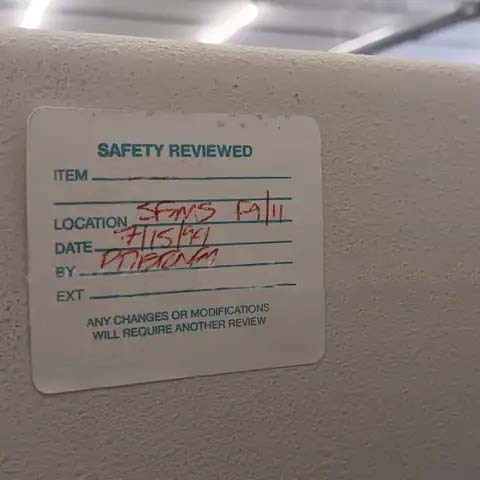 SAFETY REVIEWED
ITEM
LOCATION SFMS F9/11
DATE 7/15/91
BY
EXT
ANY CHANGES OR MODIFICATIONS
WILL REQUIRE ANOTHER REVIEW